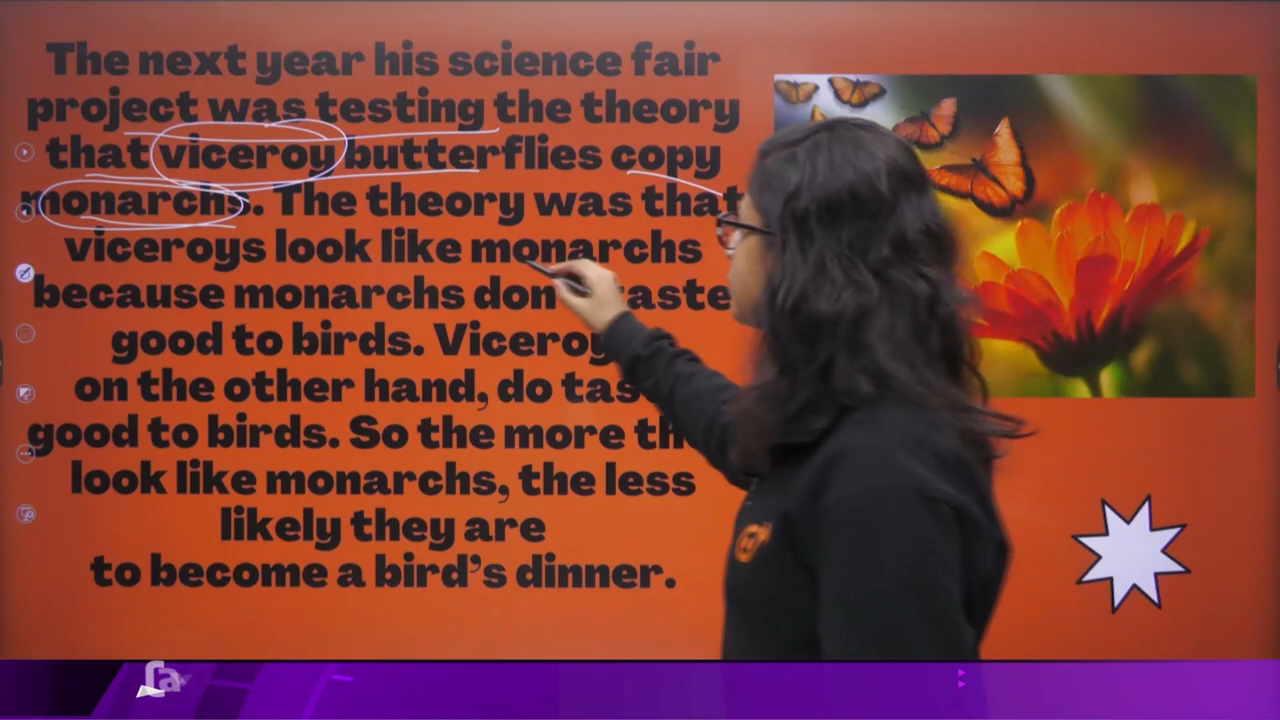 The next year his science fair
project was testing the theory
that viceroy butterflies copy
monarchs. The theory was that
viceroys look like monarchs
because monarchs taste
good to birds.
on the other hand, do
good to birds. So the more
look like monarchs, the less
likely they are
to become a bird’s dinner.